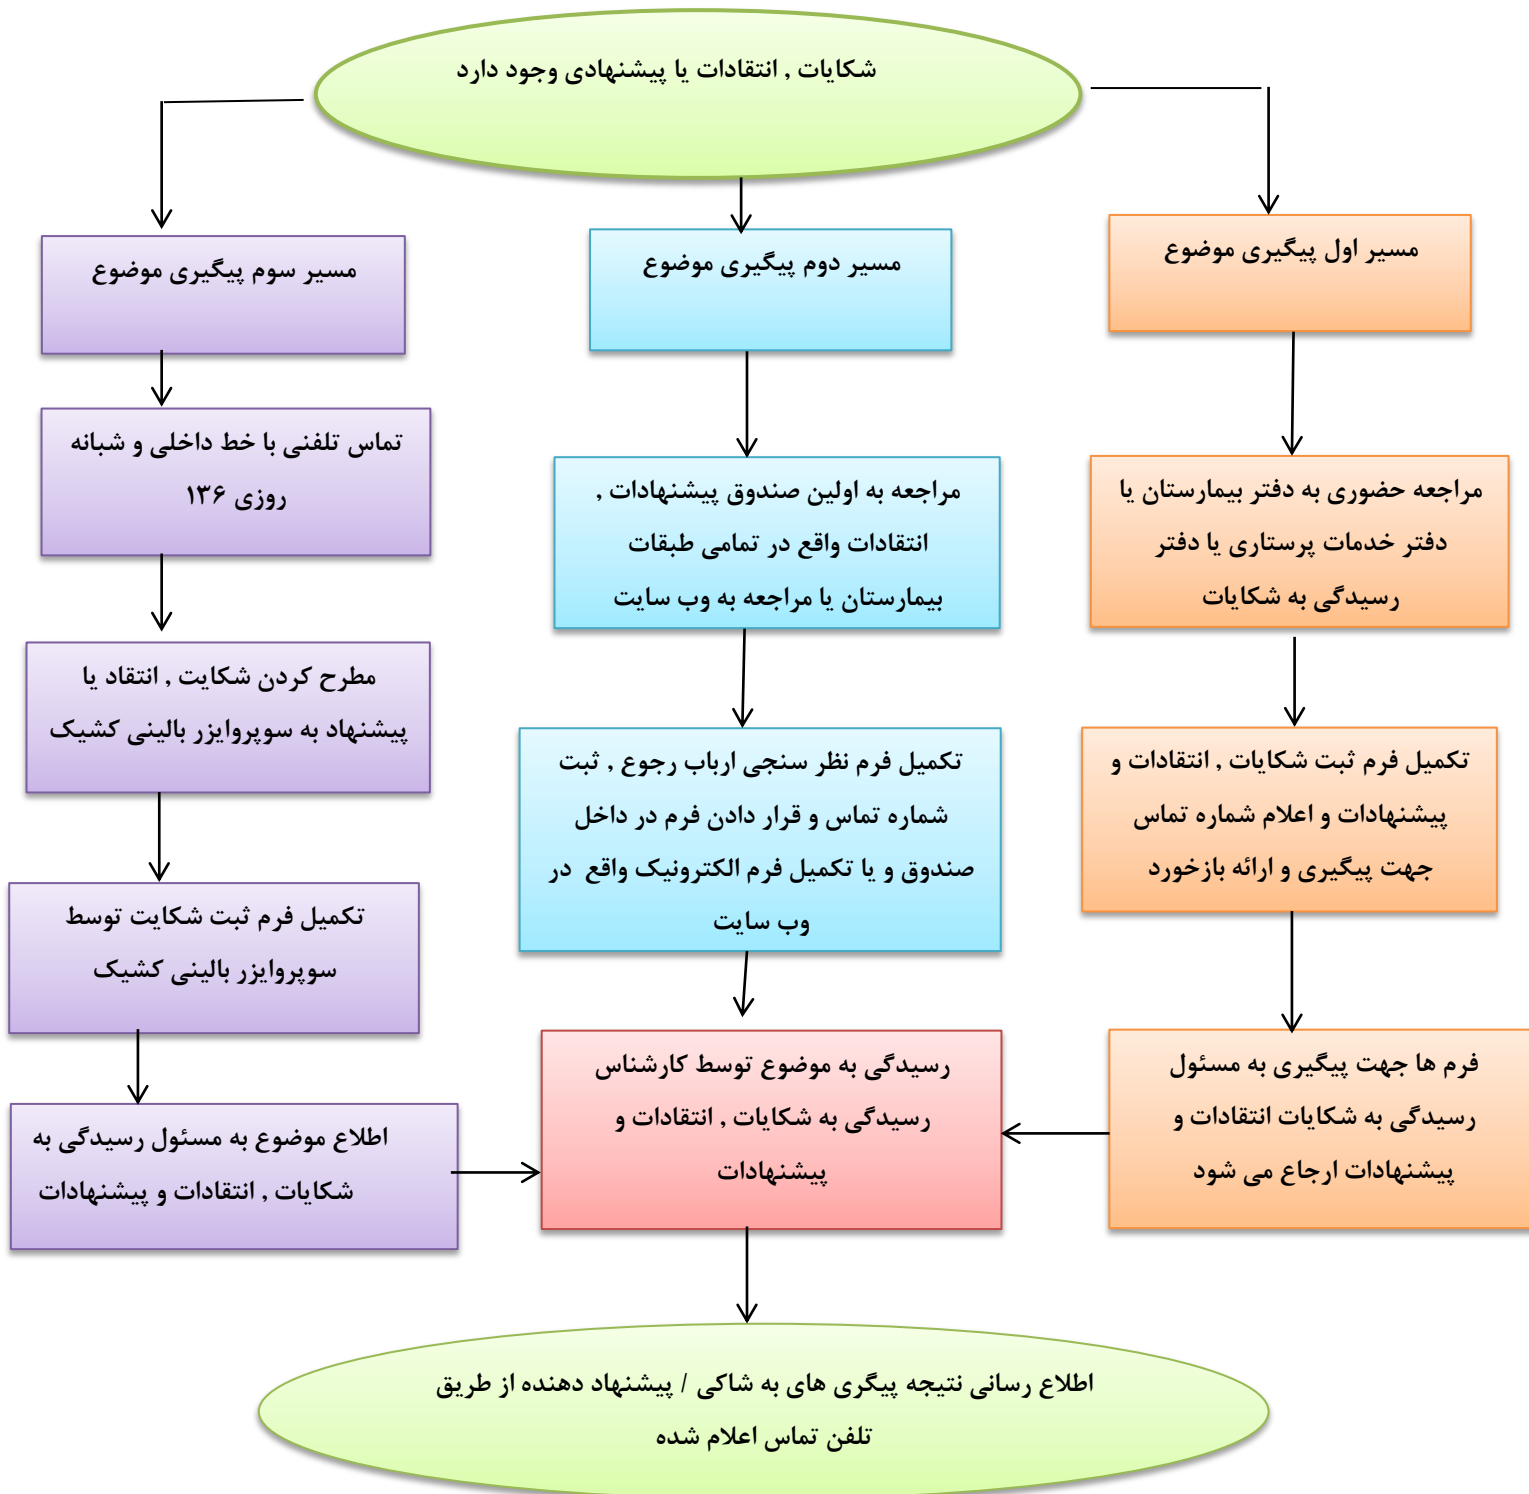 شکایات , انتقادات یا پیشنهادی وجود دارد
مسیر اول پیگیری موضوع
مراجعه حضوری به دفتر بیمارستان یا
دفتر خدمات پرستاری یا دفتر
رسیدگی به شکایات
تکمیل فرم ثبت شکایات , انتقادات و
پیشنهادات و اعلام شماره تماس
جهت پیگیری و ارائه بازخورد
فرم ها جهت پیگیری به مسئول
رسیدگی به شکایات انتقادات و
پیشنهادات ارجاع می شود
مسیر دوم پیگیری موضوع
مراجعه به اولین صندوق پیشنهادات ,
انتقادات واقع در تمامی طبقات
بیمارستان یا مراجعه به وب سایت
تکمیل فرم نظر سنجی ارباب رجوع , ثبت
شماره تماس و قرار دادن فرم در داخل
صندوق و یا تکمیل فرم الکترونیک واقع در
وب سایت
مسیر سوم پیگیری موضوع
تماس تلفنی با خط داخلی و شبانه
روزی ۱۳۶
مطرح کردن شکایت , انتقاد یا
پیشنهاد به سوپروایزر بالینی کشیک
تکمیل فرم ثبت شکایت توسط
سوپروایزر بالینی کشیک
اطلاع موضوع به مسئول رسیدگی به
شکایات , انتقادات و پیشنهادات
رسیدگی به موضوع توسط کارشناس
رسیدگی به شکایات , انتقادات و
پیشنهادات
اطلاع رسانی نتیجه پیگری های به شاکی / پیشنهاد دهنده از طریق
تلفن تماس اعلام شده